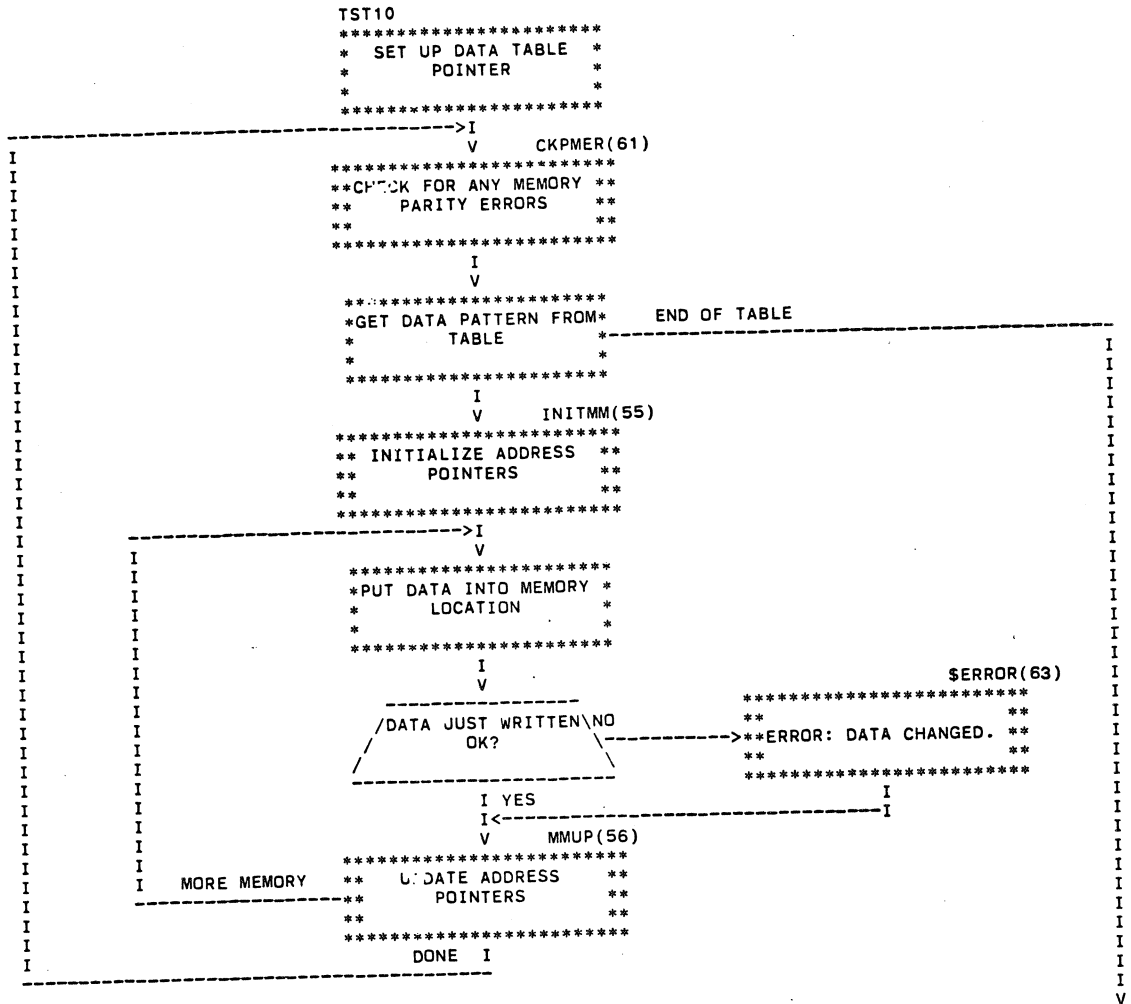 TST10
SET UP DATA TABLE
POINTER
CKPMER(61)
FOR ANY MEMORY
PARITY ERRORS
GET DATA PATTERN FROM
TABLE
END OF TABLE
INITMM(55)
INITIALIZE ADDRESS
POINTERS
PUT DATA INTO MEMORY
LOCATION
$ERROR(63)
DATA JUST WRITTEN NO
OK?
ERROR: DATA CHANGED.
YES
MMUP(56)
ADDRESS
POINTERS
MORE MEMORY
DONE